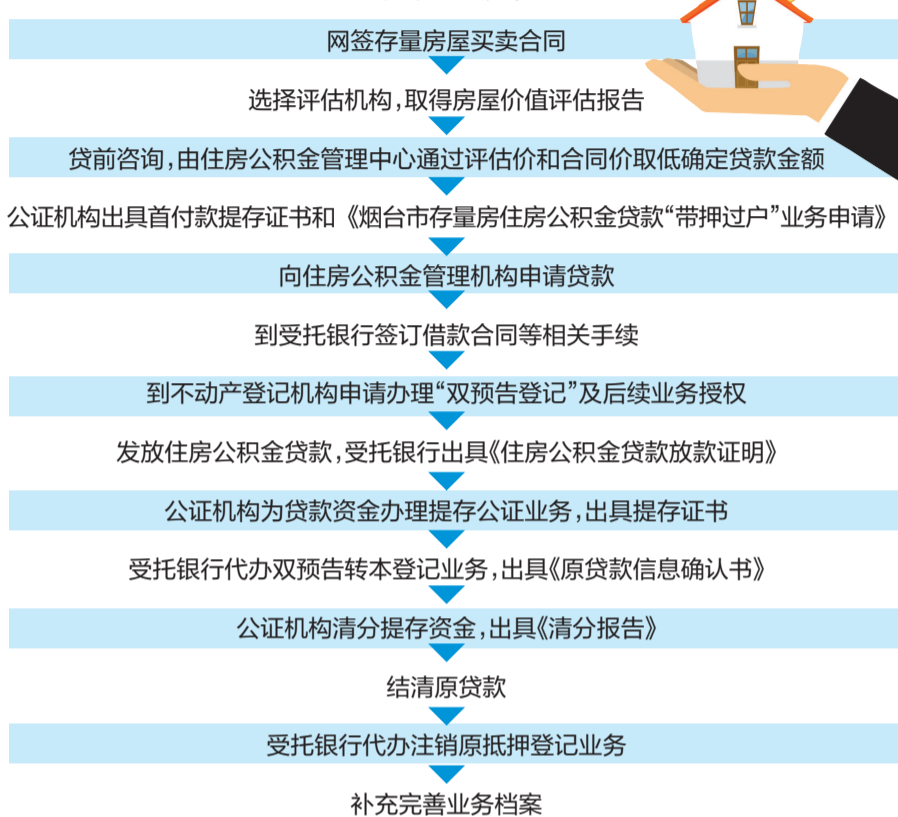 网签存量房屋买卖合同
选择评估机构,取得房屋价值评估报告
贷前咨询,由住房公积金管理中心通过评估价和合同价取低确定贷款金额
公证机构出具首付款提存证书和《烟台市存量房住房公积金贷款“带押过户”业务申请》
向住房公积金管理机构申请贷款
到受托银行签订借款合同等相关手续
到不动产登记机构申请办理“双预告登记”及后续业务授权
发放住房公积金贷款,受托银行出具《住房公积金贷款放款证明》
公证机构为贷款资金办理提存公证业务,出具提存证书
受托银行代办双预告转本登记业务,出具《原贷款信息确认书》
公证机构清分提存资金,出具《清分报告》
结清原贷款
受托银行代办注销原抵押登记业务
补充完善业务档案